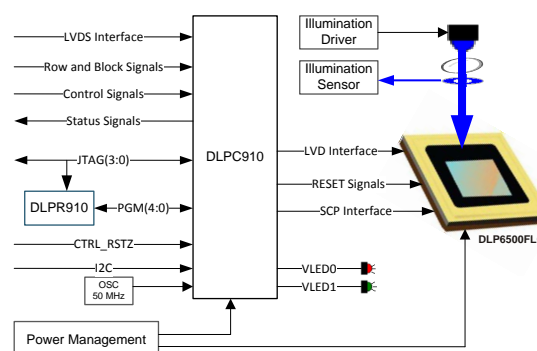 Illumination
Driver
LVDS Interface
Row and Block Signals
Illumination
Sensor
Control Signals
Status Signals
DLPC910
LVD Interface
JTAG(3:0)
RESET Signals
DLPR910
PGM(4:0)
SCP Interface
DLP6500FL
CTRL_RSTZ
I2C
VLED0
OSC
50 MHz
VLED1
Power Management